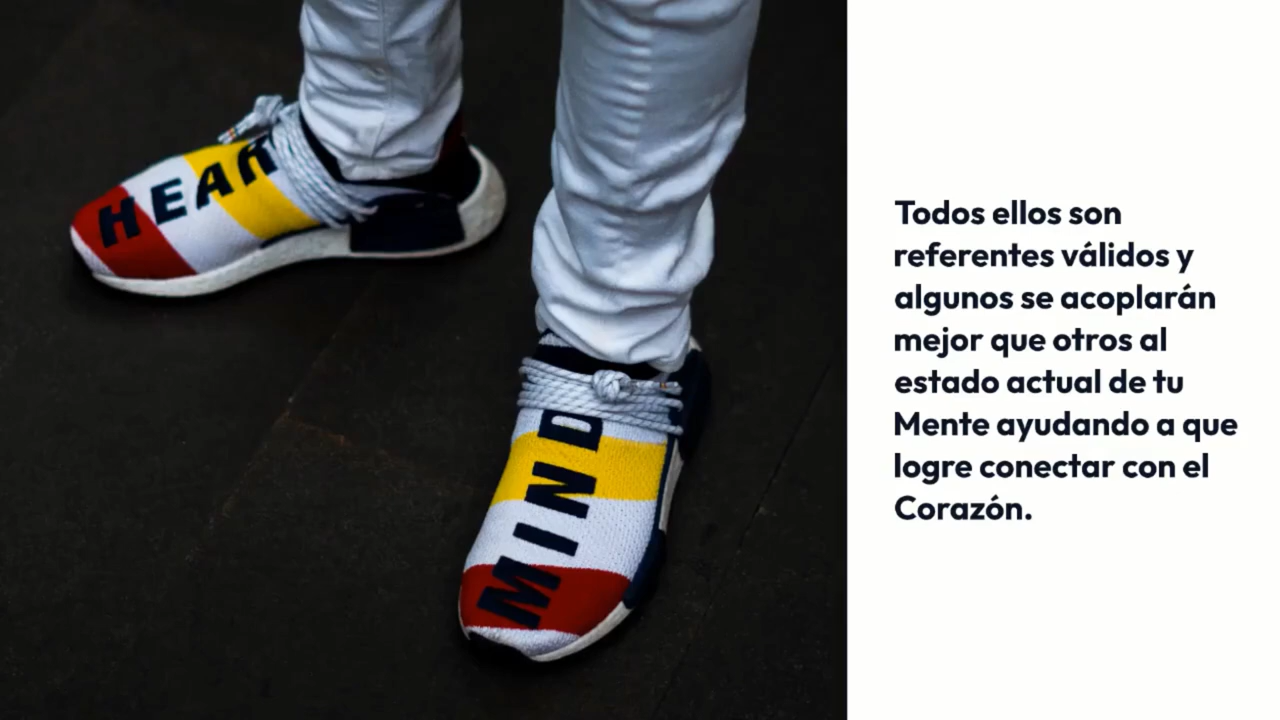 HEAR
MIND
Todos ellos son
referentes válidos y
algunos se acoplarán
mejor que otros al
estado actual de tu
Mente ayudando a que
logre conectar con el
Corazón.